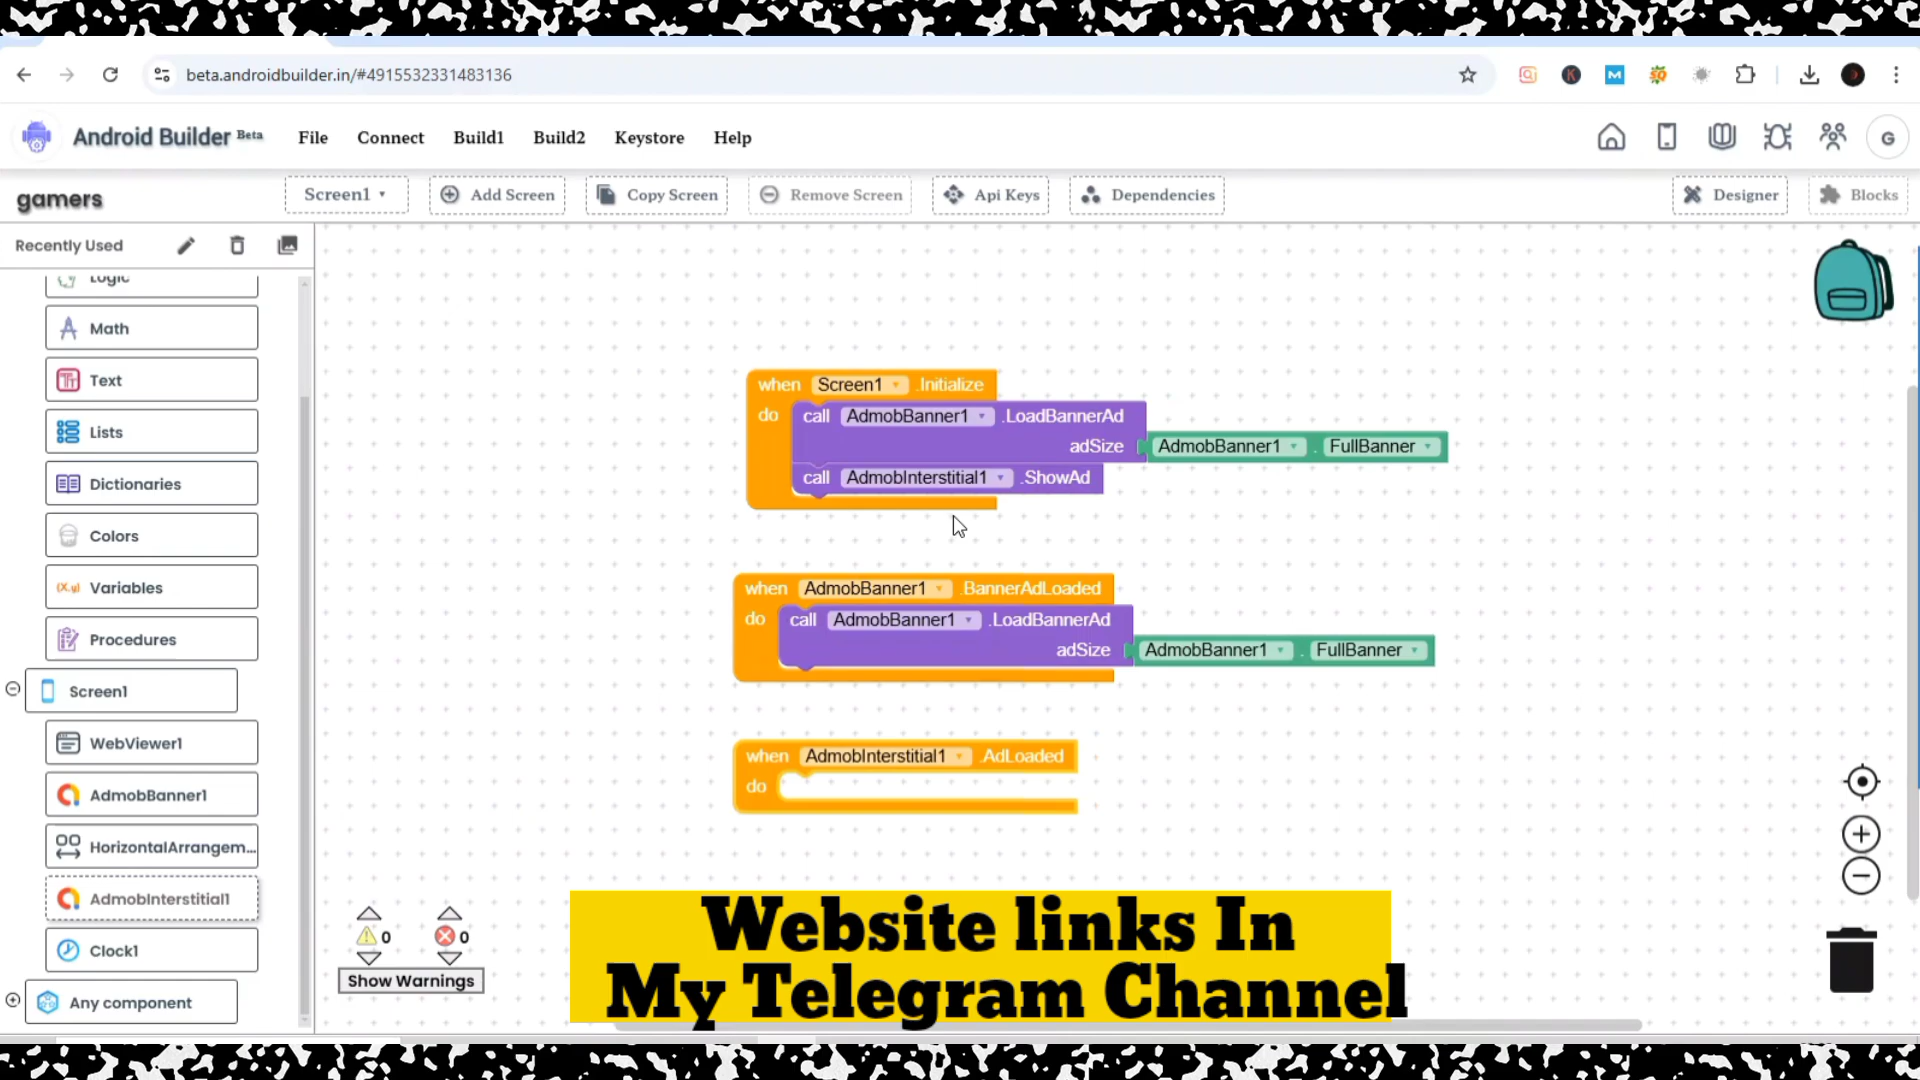 beta.androidbuilder.in/#4915532331483136
Android Builder Beta File Connect Build1 Build2 Keystore Help G
gamers Screen1 Add Screen Copy Screen Remove Screen Api Keys Dependencies Designer Blocks
Recently Used
Logic
Math
Text
Lists
Dictionaries
Colors
Variables
Procedures
Screen1
WebViewer1
AdmobBanner1
HorizontalArrangem...
AdmobInterstitial1
Clock1
Any component
when Screen1 .Initialize
do call AdmobBanner1 .LoadBannerAd
adSize AdmobBanner1 . FullBanner
call AdmobInterstitial1 .ShowAd
when AdmobBanner1 .BannerAdLoaded
do call AdmobBanner1 .LoadBannerAd
adSize AdmobBanner1 . FullBanner
when AdmobInterstitial1 .AdLoaded
do
0 0
Show Warnings
Website links In
My Telegram Channel